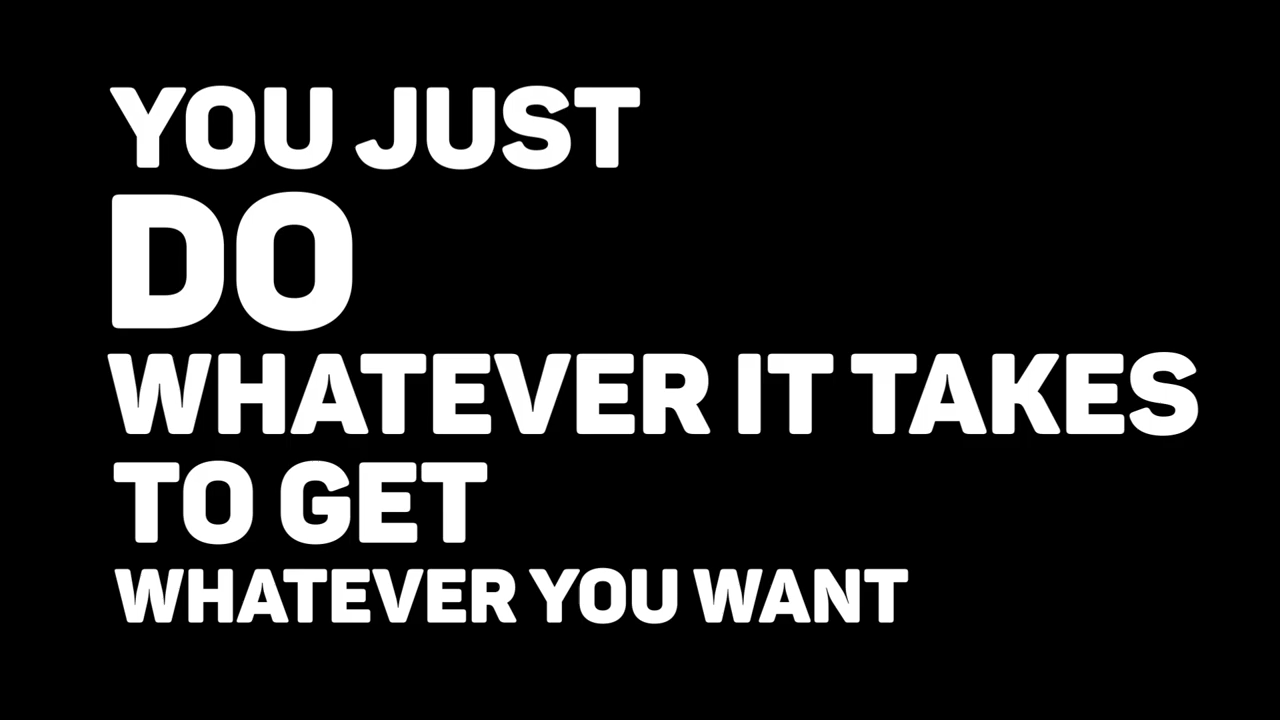 YOU JUST
DO
WHATEVER IT TAKES
TO GET
WHATEVER YOU WANT